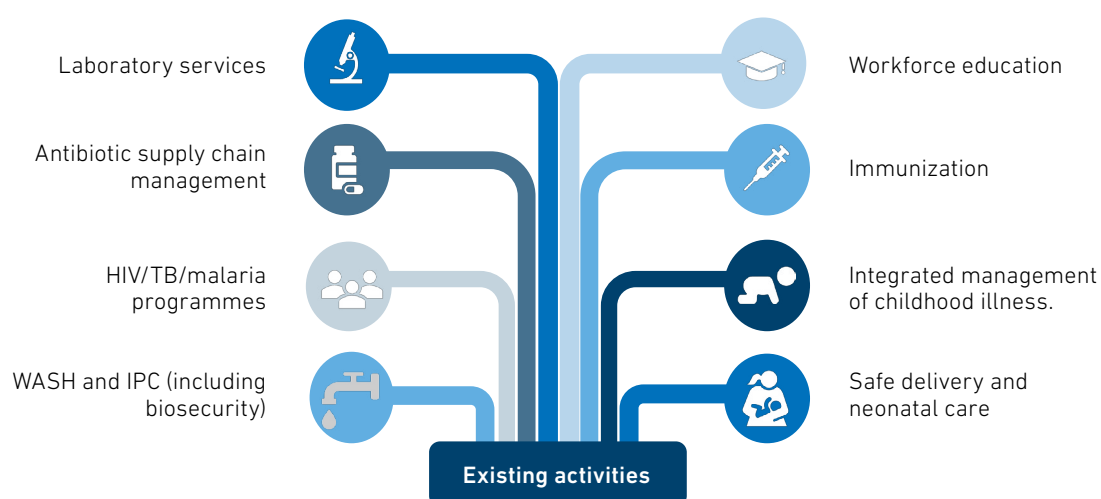 Laboratory services
Antibiotic supply chain
management
HIV/TB/malaria
programmes
WASH and IPC (including
biosecurity)
Workforce education
Immunization
Integrated management
of childhood illness.
Safe delivery and
neonatal care
Existing activities